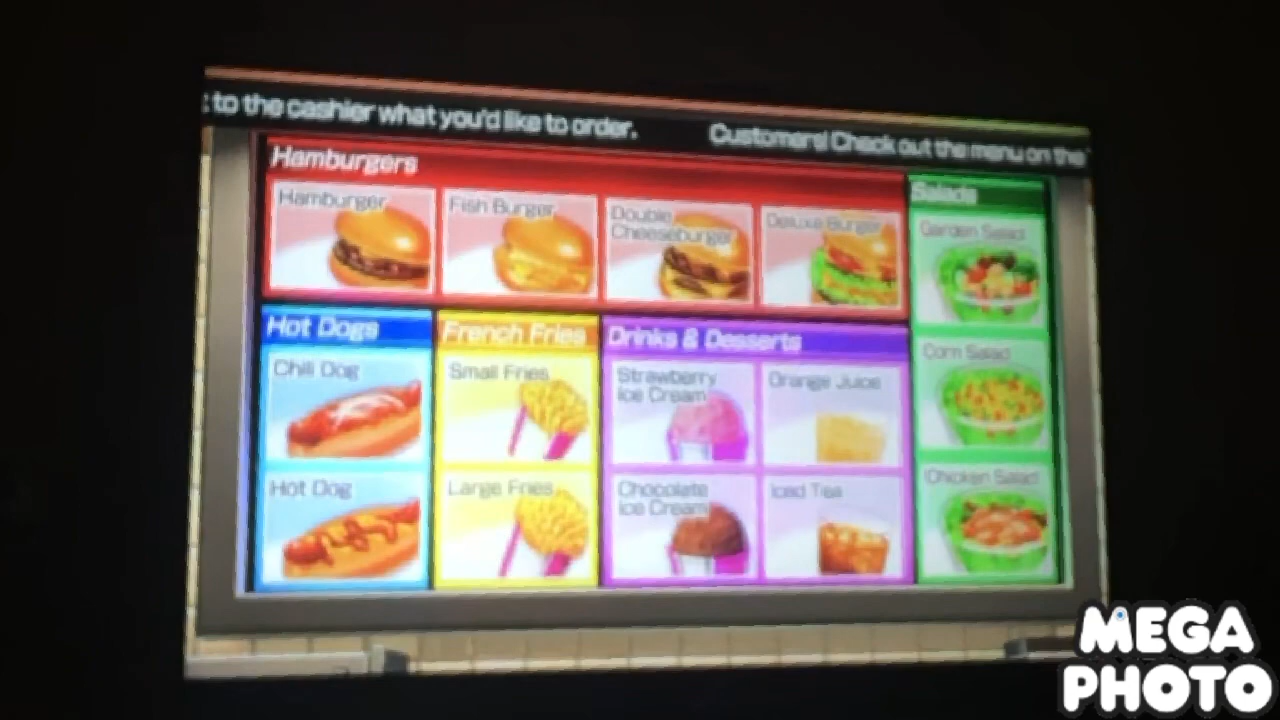 : to the cashier what you'd like to order. Customers! Check out the menu on the
Hamburgers
Hamburger
Fish Burger
Double
Cheeseburger
Deluxe Burger
Salads
Garden Salad
Corn Salad
Chicken Salad
Hot Dogs
Chili Dog
Hot Dog
French Fries
Small Fries
Large Fries
Drinks & Desserts
Strawberry
Ice Cream
Orange Juice
Chocolate
Ice Cream
Iced Tea
MEGA
PHOTO